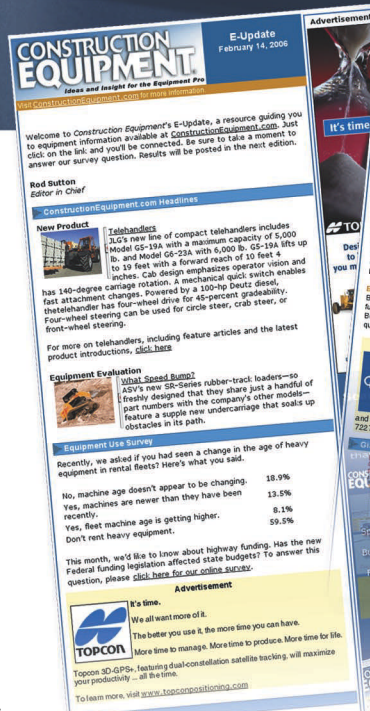 CONSTRUCTION
EQUIPMENT.
Ideas and Insight for the Equipment Pro
E-Update
February 14, 2006
Visit ConstructionEquipment.com for more information
Welcome to Construction Equipment's E-Update, a resource guiding you
to equipment information available at ConstructionEquipment.com. Just
click on the link and you'll be connected. Be sure to take a moment to
answer our survey question. Results will be posted in the next edition.
Rod Sutton
Editor in Chief
ConstructionEquipment.com Headlines
New Product
Telehandlers
JLG's new line of compact telehandlers includes
Model G5-19A with a maximum capacity of 5,000
lb. and Model G6-23A with 6,000 lb. G5-19A lifts up
to 19 feet with a forward reach of 10 feet 4
inches. Cab design emphasizes operator vision and
has 140-degree carriage rotation. A mechanical quick switch enables
fast attachment changes. Powered by a 100-hp Deutz diesel,
thetelehandler has four-wheel drive for 45-percent gradeability.
Four-wheel steering can be used for circle steer, crab steer, or
front-wheel steering.
For more on telehandlers, including feature articles and the latest
product introductions, click here
Equipment Evaluation
What Speed Bump?
ASV's new SR-Series rubber-track loaders—so
freshly designed that they share just a handful of
part numbers with the company's other models—
feature a supple new undercarriage that soaks up
obstacles in its path.
Equipment Use Survey
Recently, we asked if you had seen a change in the age of heavy
equipment in rental fleets? Here's what you said.
No, machine age doesn't appear to be changing. 18.9%
Yes, machines are newer than they have been
recently. 13.5%
Yes, fleet machine age is getting higher. 8.1%
Don't rent heavy equipment. 59.5%
This month, we'd like to know about highway funding. Has the new
Federal funding legislation affected state budgets? To answer this
question, please click here for our online survey.
Advertisement
TOPCON
It's time.
We all want more of it.
The better you use it, the more time you can have.
More time to manage. More time to produce. More time for life.
Topcon 3D-GPS+, featuring dual-constellation satellite tracking, will maximize
your productivity ... all the time.
To learn more, visit www.topconpositioning.com
Advertisement
It's time